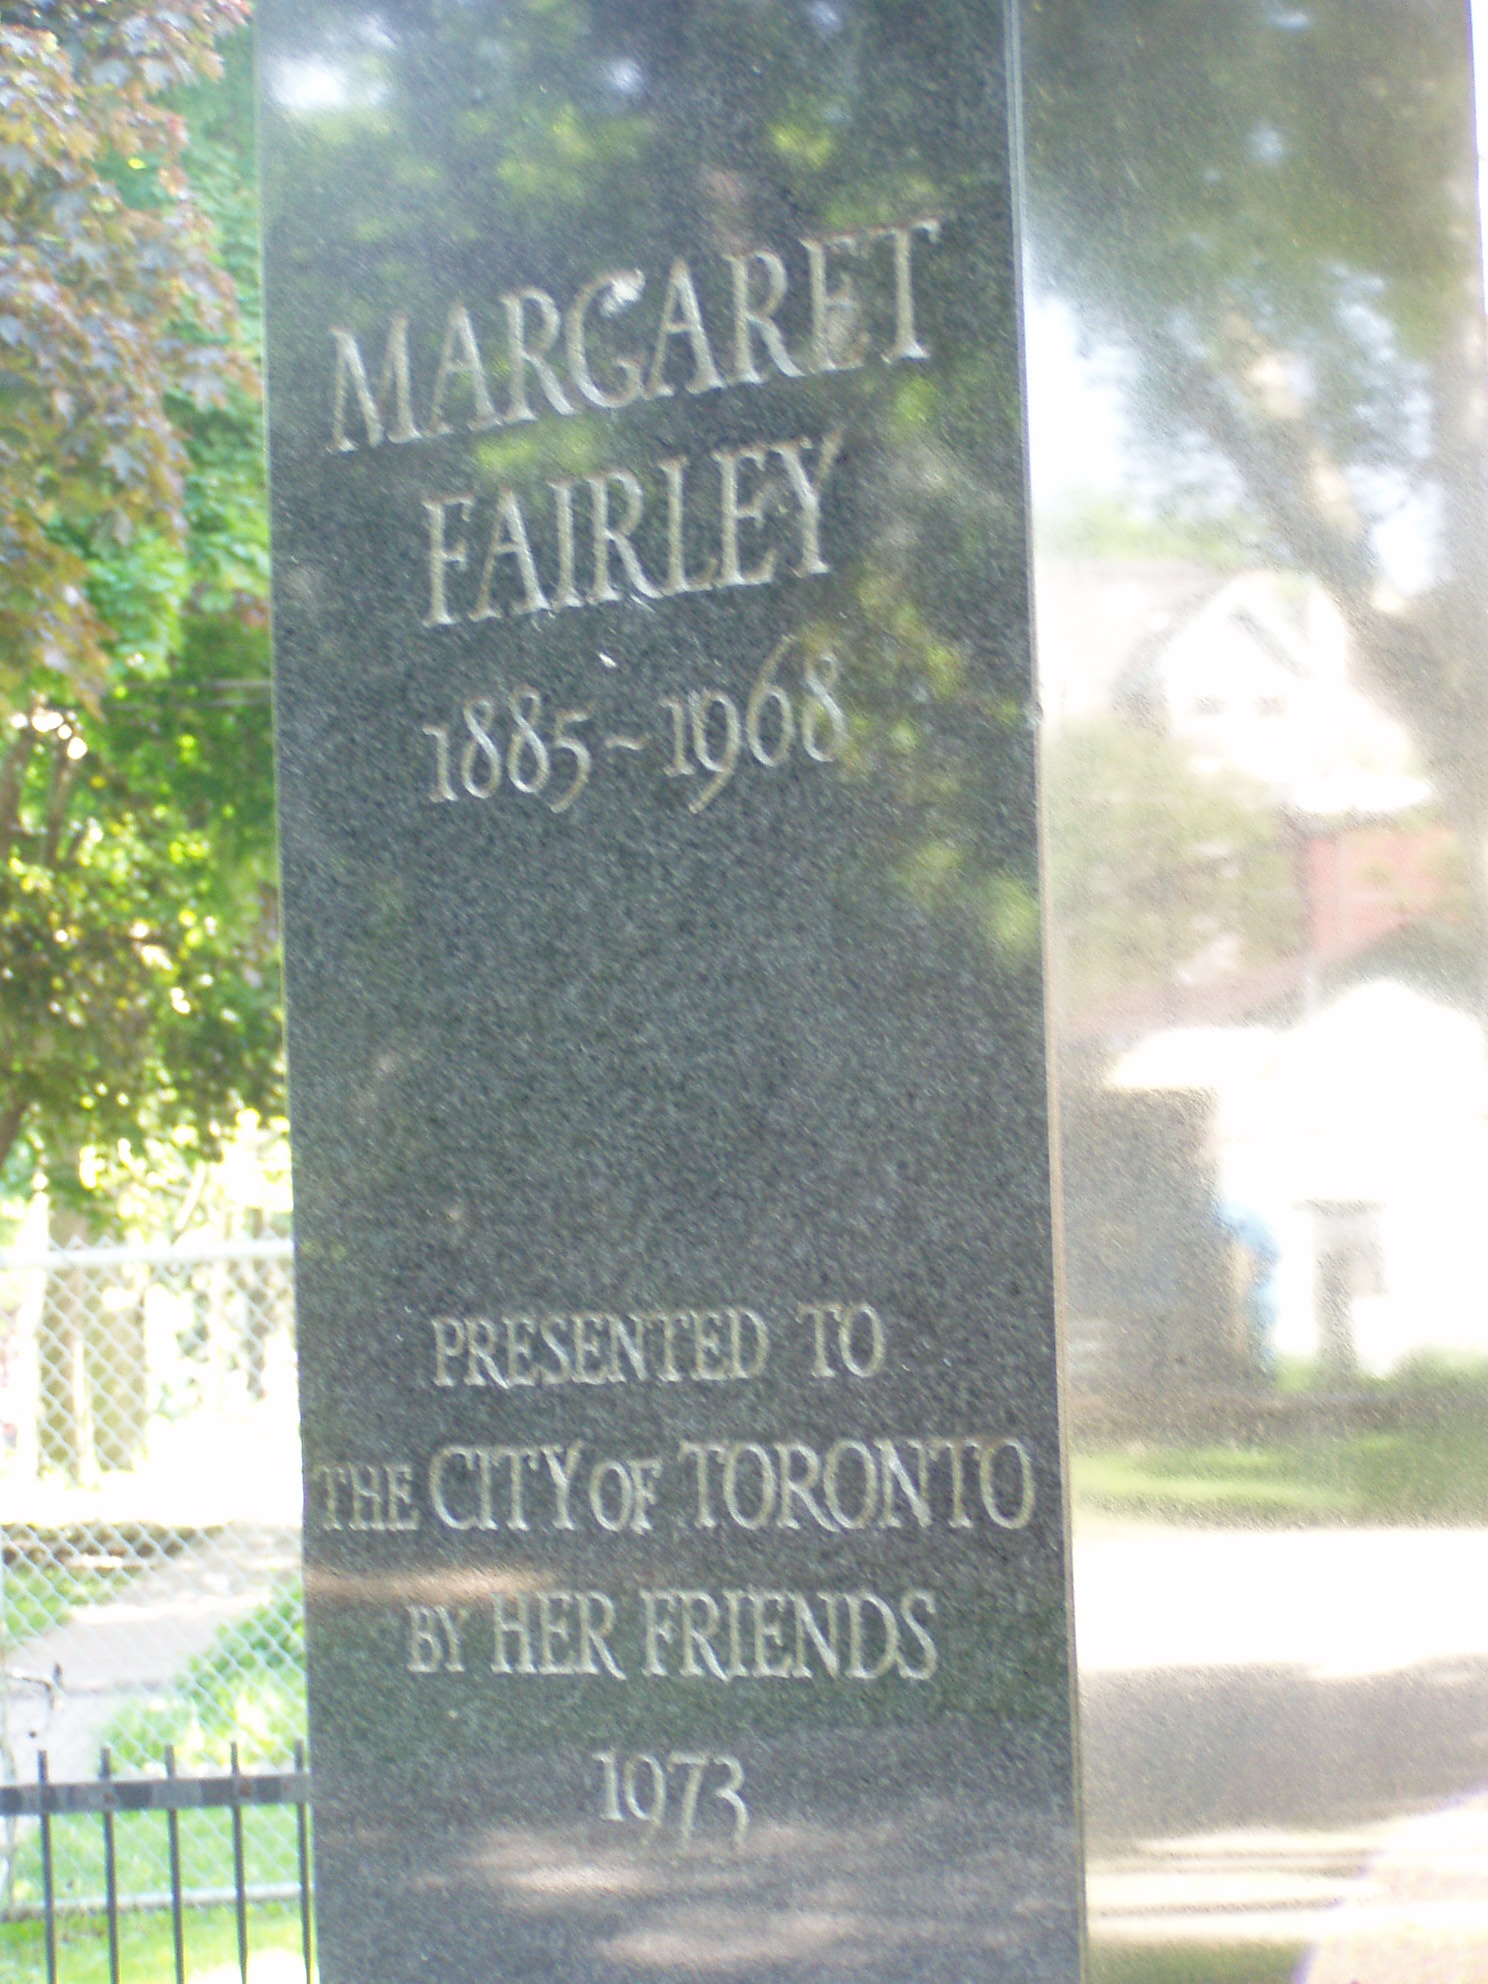 MARGARET
FAIRLEY
1885~1968
PRESENTED TO
THE CITY OF TORONTO
BY HER FRIENDS
1973